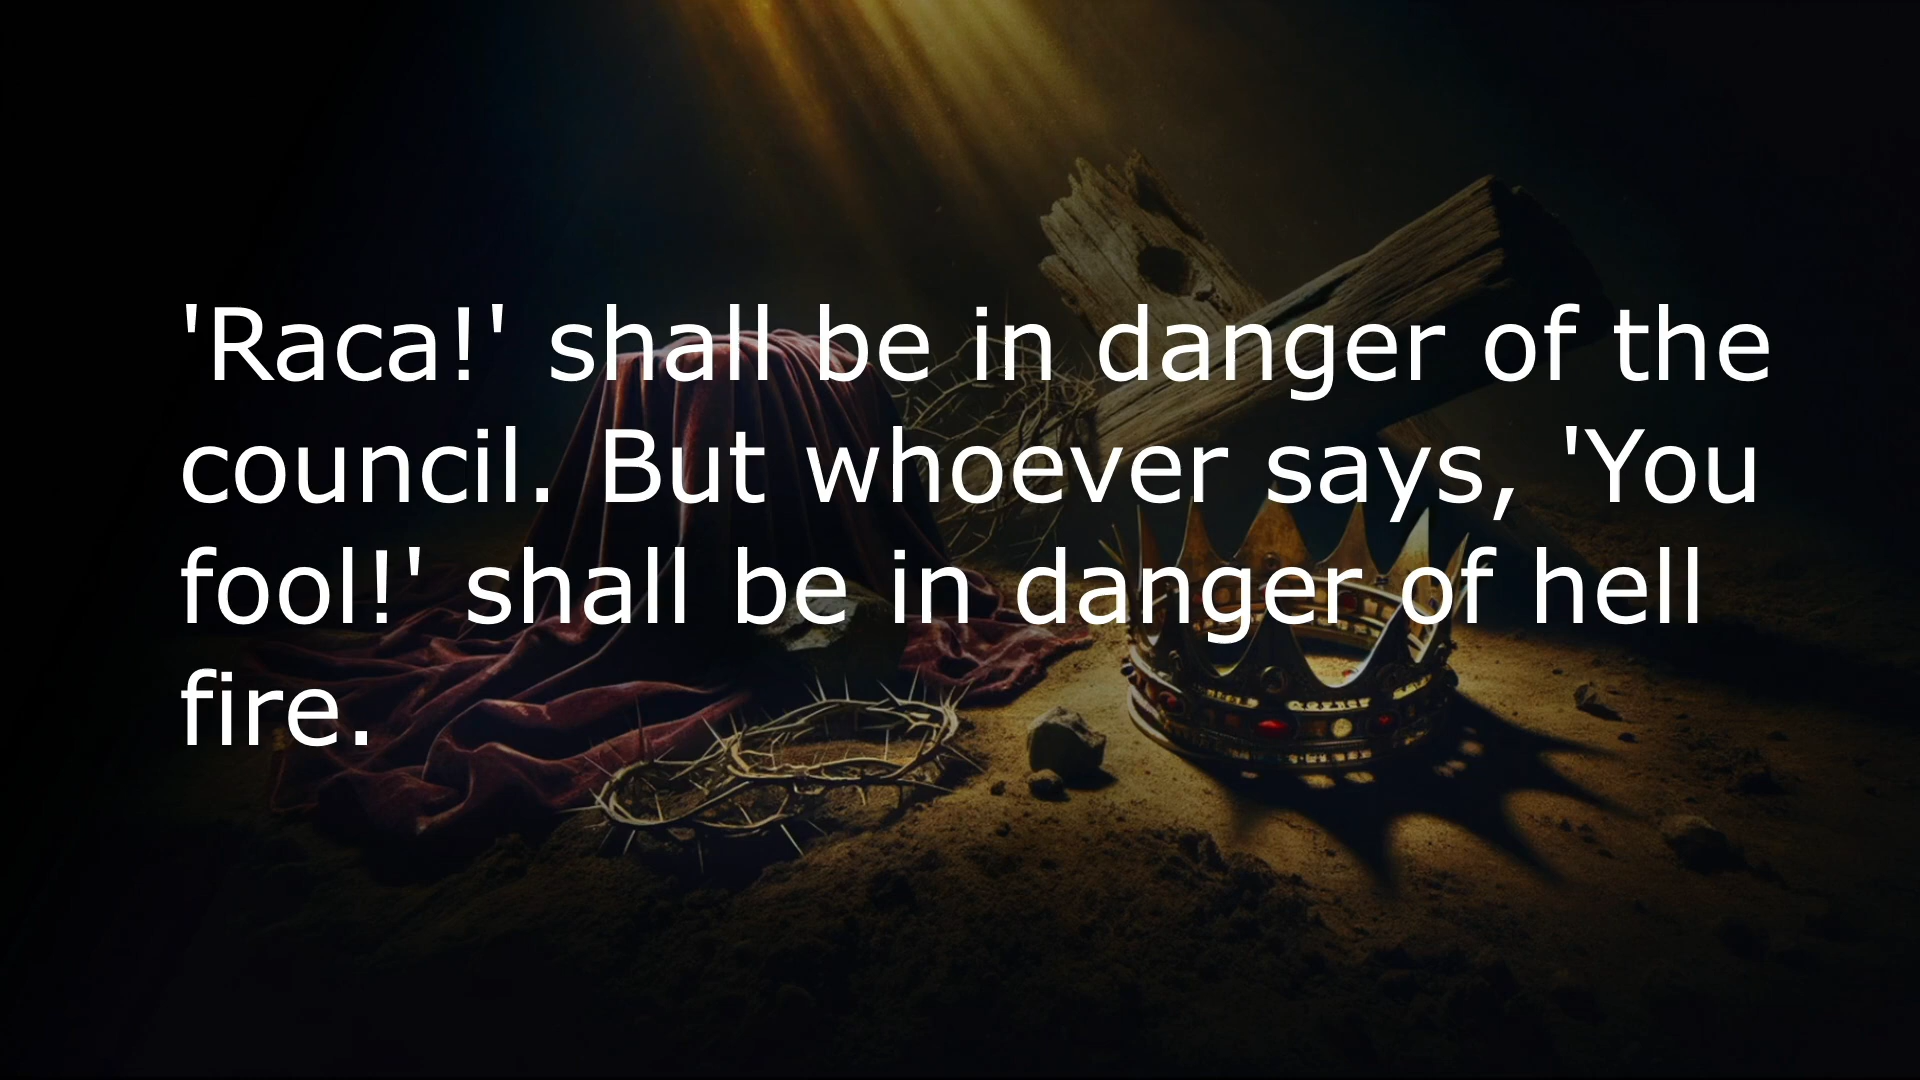 'Raca!' shall be in danger of the
council. But whoever says, 'You
fool!' shall be in danger of hell
fire.